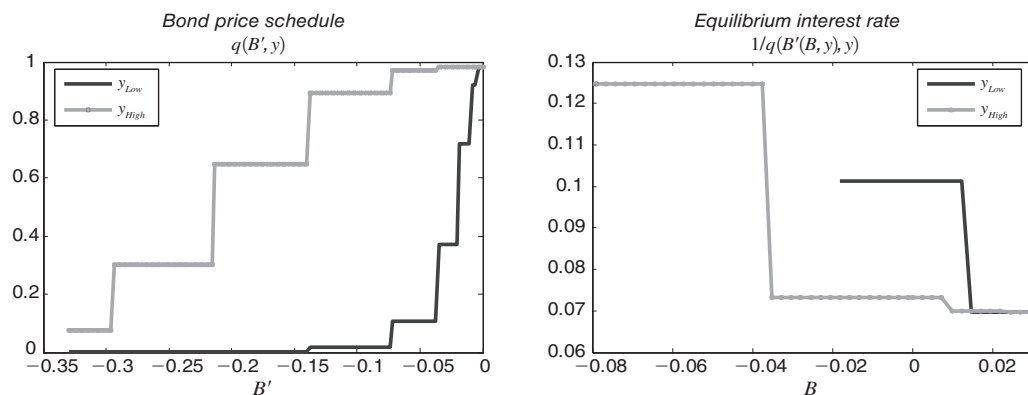 Bond price schedule
q(B′, y)
1
0.8
0.6
0.4
0.2
0
−0.35
−0.3
−0.25
−0.2
−0.15
−0.1
−0.05
0
B′
y_Low
y_High
Equilibrium interest rate
1/q(B′(B, y), y)
0.13
0.12
0.11
0.1
0.09
0.08
0.07
0.06
−0.08
−0.06
−0.04
−0.02
0
0.02
B
y_Low
y_High